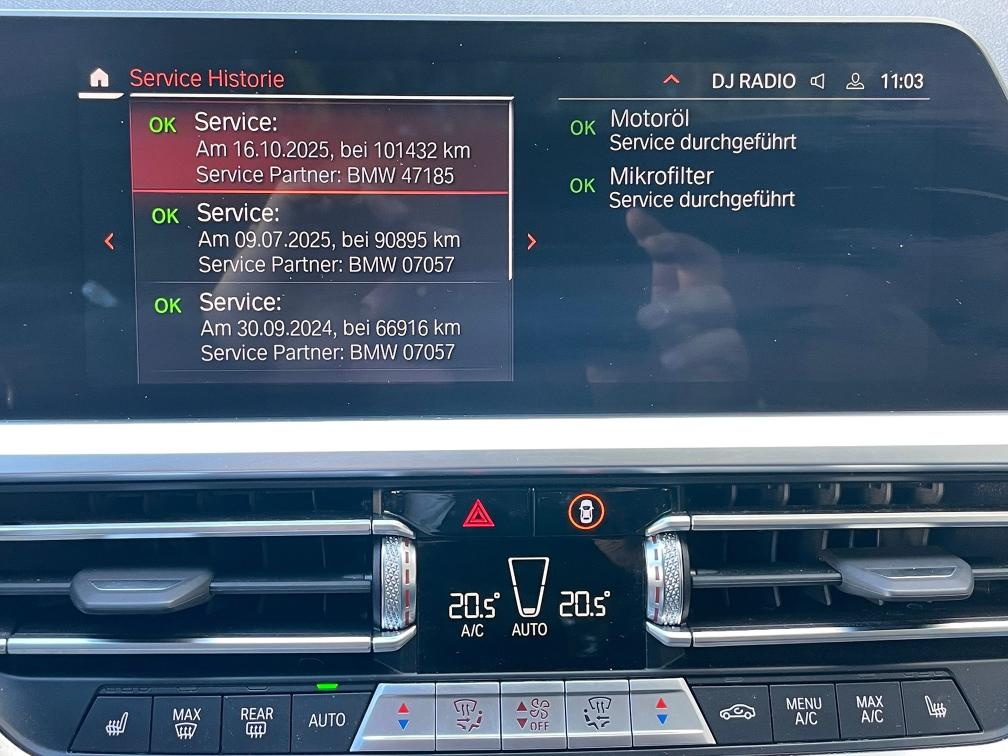 Service Historie
DJ RADIO
11:03
OK Service:
Am 16.10.2025, bei 101432 km
Service Partner: BMW 47185
OK Service:
Am 09.07.2025, bei 90895 km
Service Partner: BMW 07057
OK Service:
Am 30.09.2024, bei 66916 km
Service Partner: BMW 07057
OK Motoröl
Service durchgeführt
OK Mikrofilter
Service durchgeführt
20.5° 20.5°
A/C AUTO
MAX
REAR
AUTO
OFF
MENU
A/C
MAX
A/C